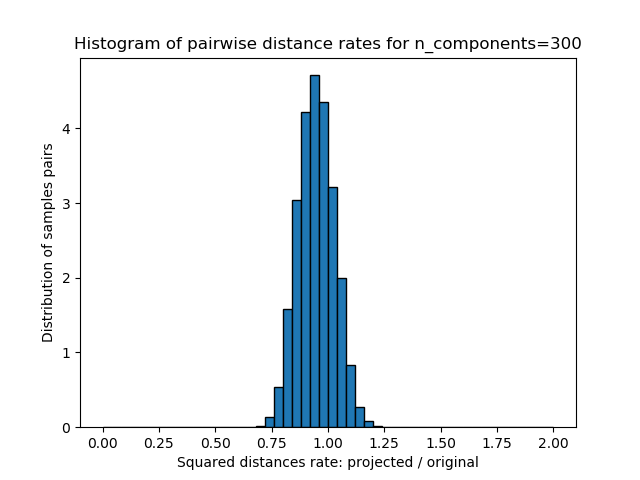 Histogram of pairwise distance rates for n_components=300
Distribution of samples pairs
4
3
2
1
0
0.00 0.25 0.50 0.75 1.00 1.25 1.50 1.75 2.00
Squared distances rate: projected / original